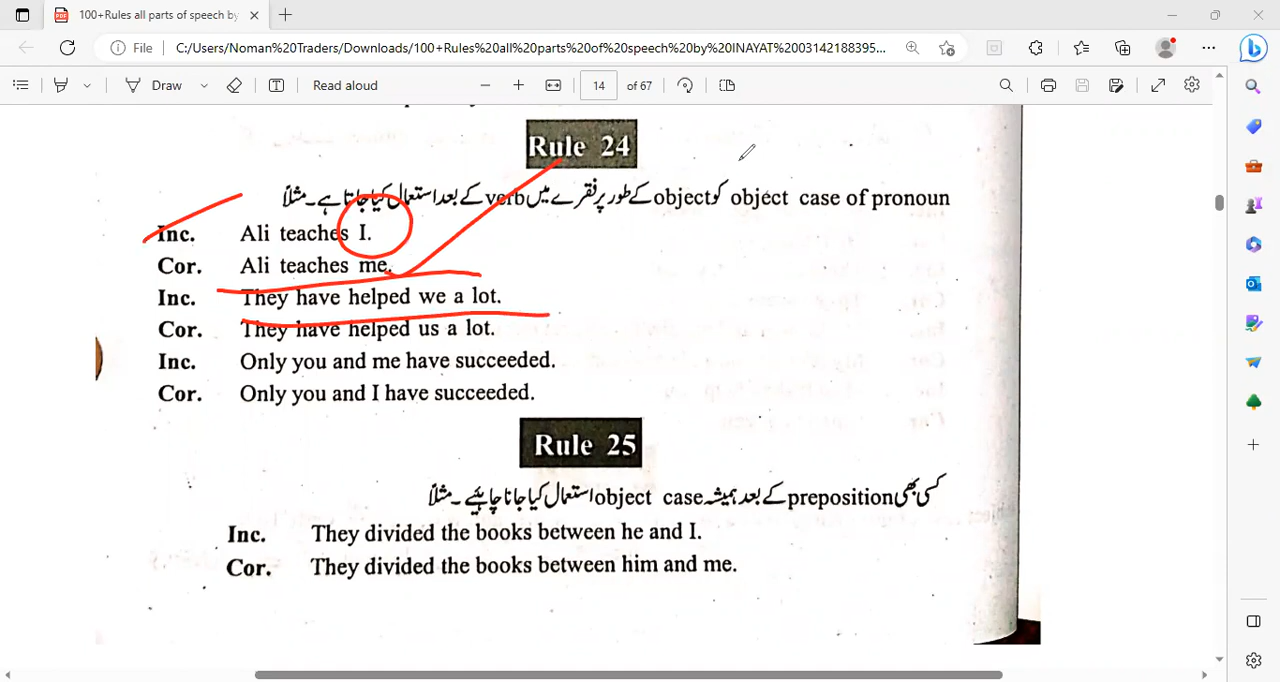 100+Rules all parts of speech by
File C:/Users/Noman%20Traders/Downloads/100+Rules%20all%20parts%20of%20speech%20by%20INAYAT%2003142188395...
Draw Read aloud 14 of 67
Rule 24
object case of pronoun کو object کے طور پر فقرے میں verb کے بعد استعمال کیا جاتا ہے۔ مثلاً
Inc. Ali teaches I.
Cor. Ali teaches me.
Inc. They have helped we a lot.
Cor. They have helped us a lot.
Inc. Only you and me have succeeded.
Cor. Only you and I have succeeded.
Rule 25
کسی بھی preposition کے بعد ہمیشہ object case استعمال کیا جانا چاہیئے۔ مثلاً
Inc. They divided the books between he and I.
Cor. They divided the books between him and me.